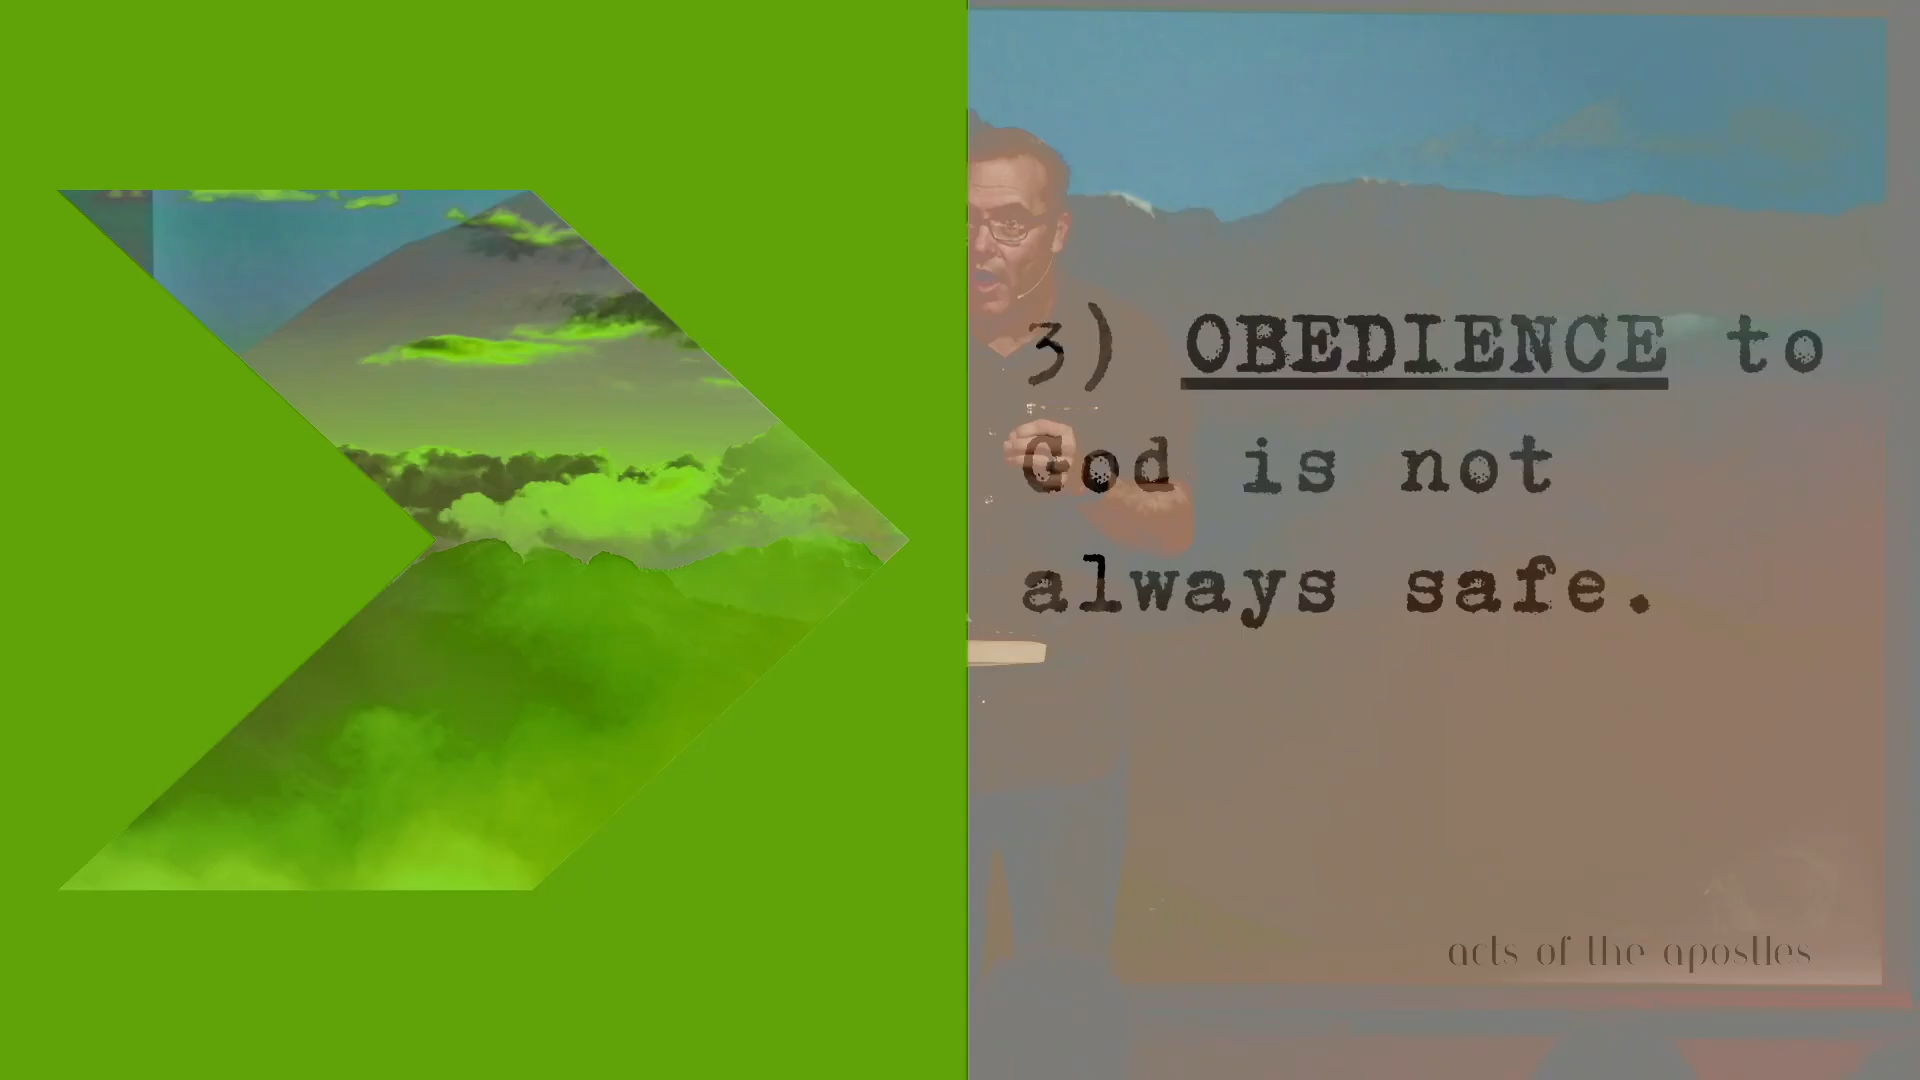 3) OBEDIENCE to
God is not
always safe.
acts of the apostles